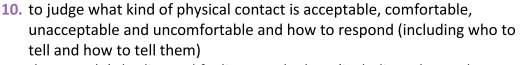 10. to judge what kind of physical contact is acceptable, comfortable,
unacceptable and uncomfortable and how to respond (including who to
tell and how to tell them)